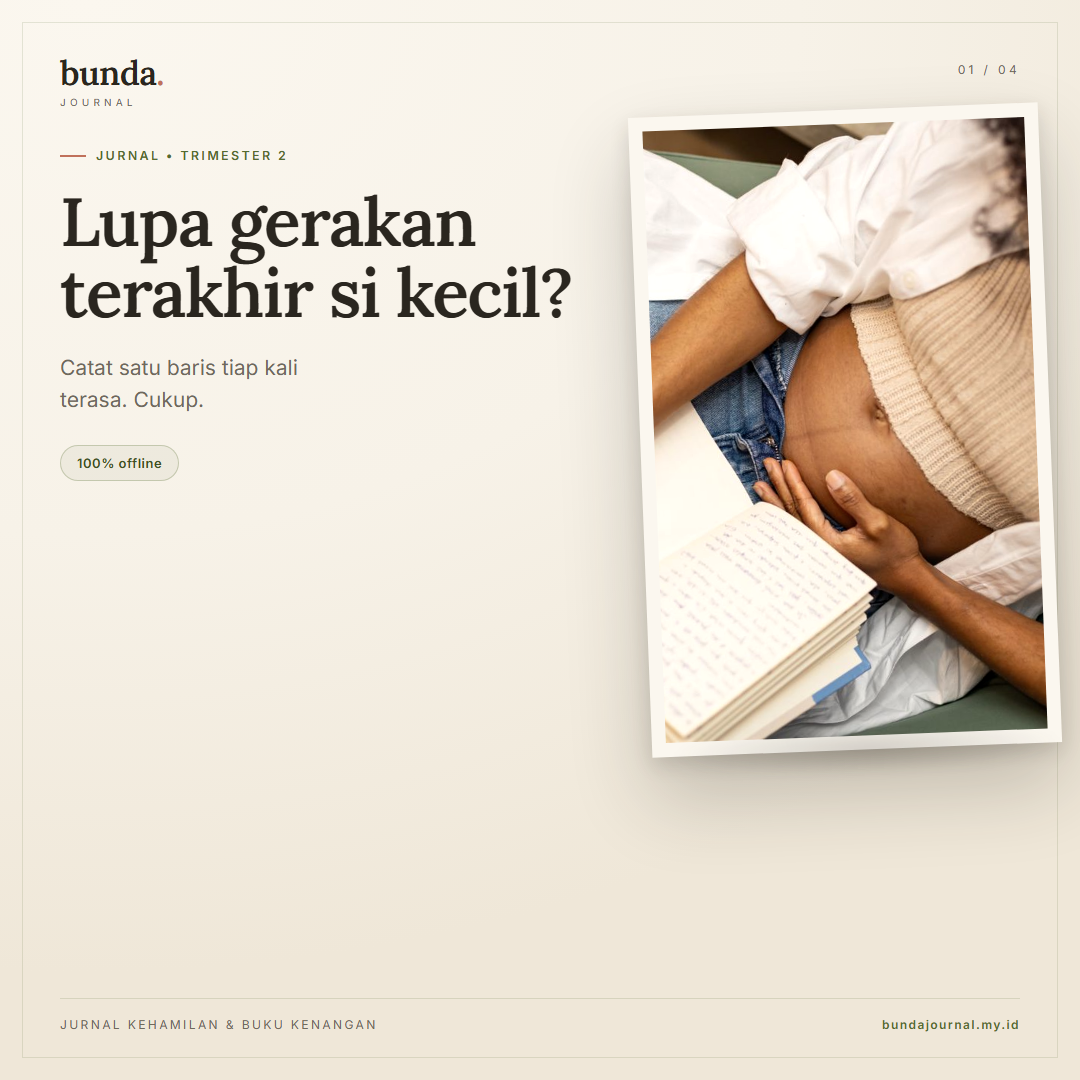 bunda.
JOURNAL
01 / 04
JURNAL • TRIMESTER 2
Lupa gerakan
terakhir si kecil?
Catat satu baris tiap kali
terasa. Cukup.
100% offline
JURNAL KEHAMILAN & BUKU KENANGAN
bundajournal.my.id